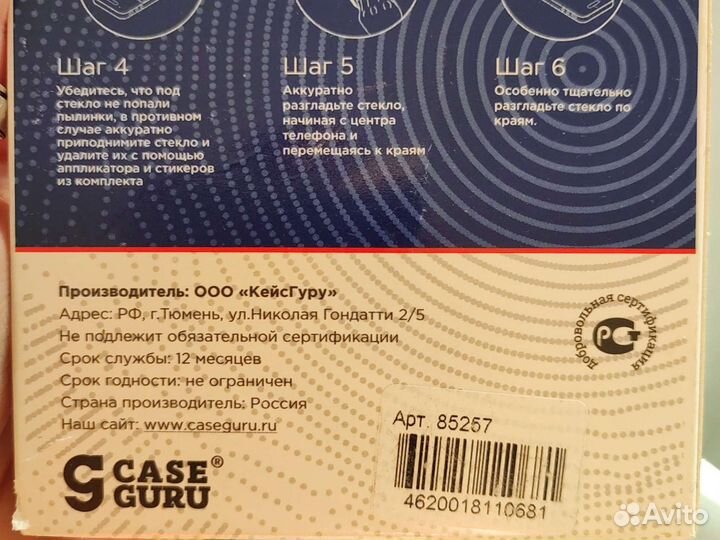 Шаг 4
Убедитесь, что под
стекло не попали
пылинки, в противном
случае аккуратно
приподнимите стекло и
удалите их с помощью
аппликатора и стикеров
из комплекта
Шаг 5
Аккуратно
разгладьте стекло,
начиная с центра
телефона и
перемещаясь к краям
Шаг 6
Особенно тщательно
разгладьте стекло по
краям.
Производитель: ООО «КейсГуру»
Адрес: РФ, г.Тюмень, ул.Николая Гондатти 2/5
Не подлежит обязательной сертификации
Срок службы: 12 месяцев
Срок годности: не ограничен
Страна производитель: Россия
Наш сайт: www.caseguru.ru
добровольная сертификация
РСТ
CASE®
GURU
Арт. 85257
4620018110681
Avito